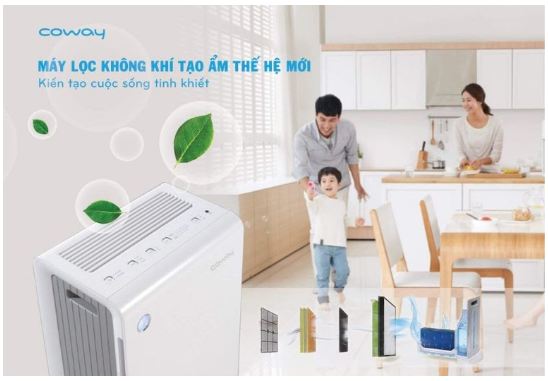 coway
MÁY LỌC KHÔNG KHÍ TẠO ẨM THẾ HỆ MỚI
Kiến tạo cuộc sống tinh khiết
coway